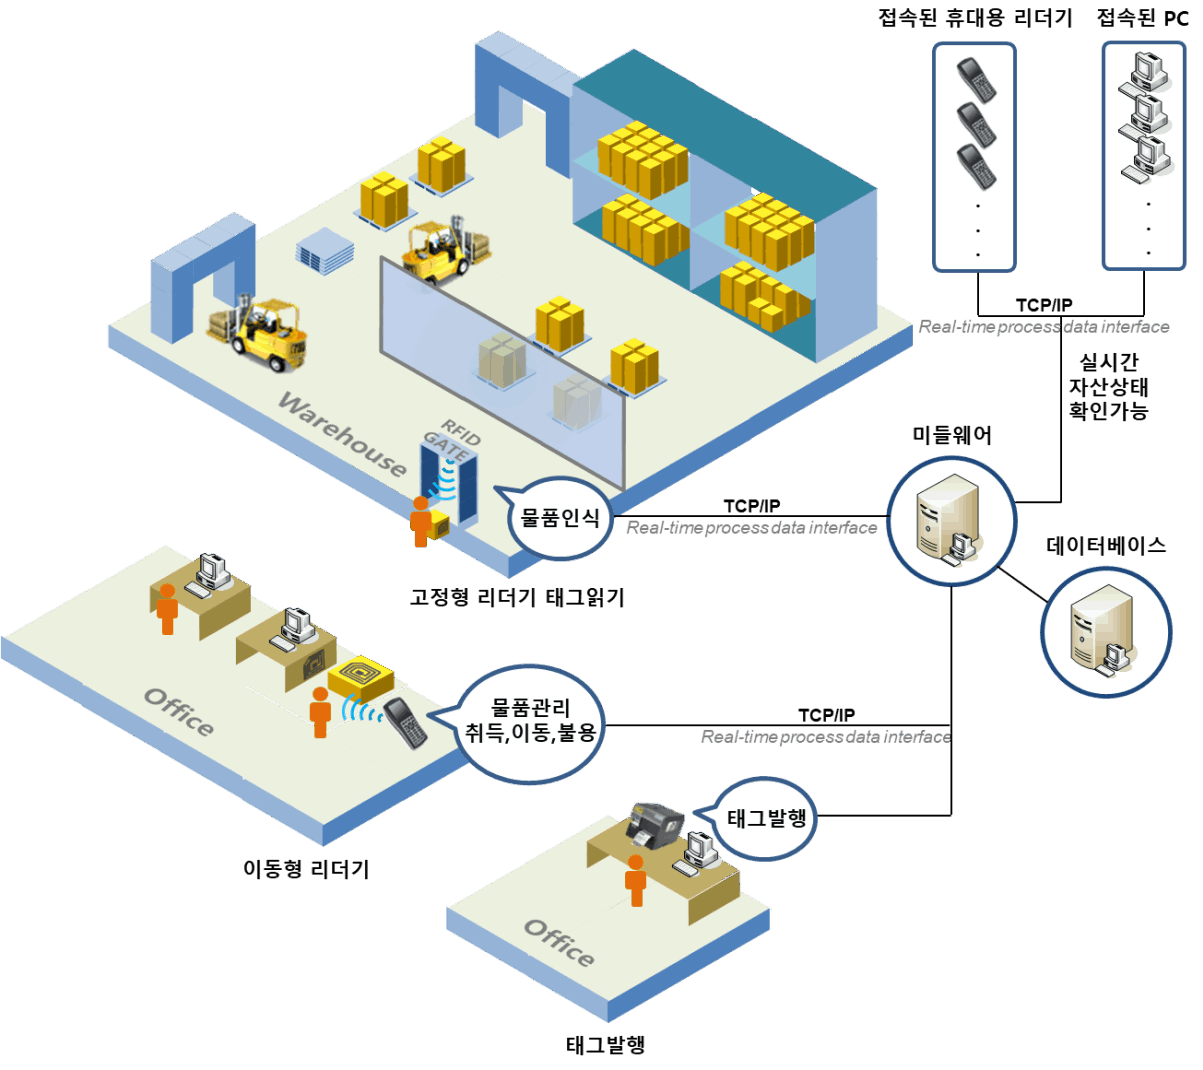 접속된 휴대용 리더기
접속된 PC
TCP/IP
Real-time process data interface
실시간
자산상태
확인가능
미들웨어
Warehouse
RFID
GATE
물품인식
TCP/IP
Real-time process data interface
데이터베이스
고정형 리더기 태그읽기
Office
물품관리
취득,이동,불용
TCP/IP
Real-time process data interface
태그발행
이동형 리더기
Office
태그발행